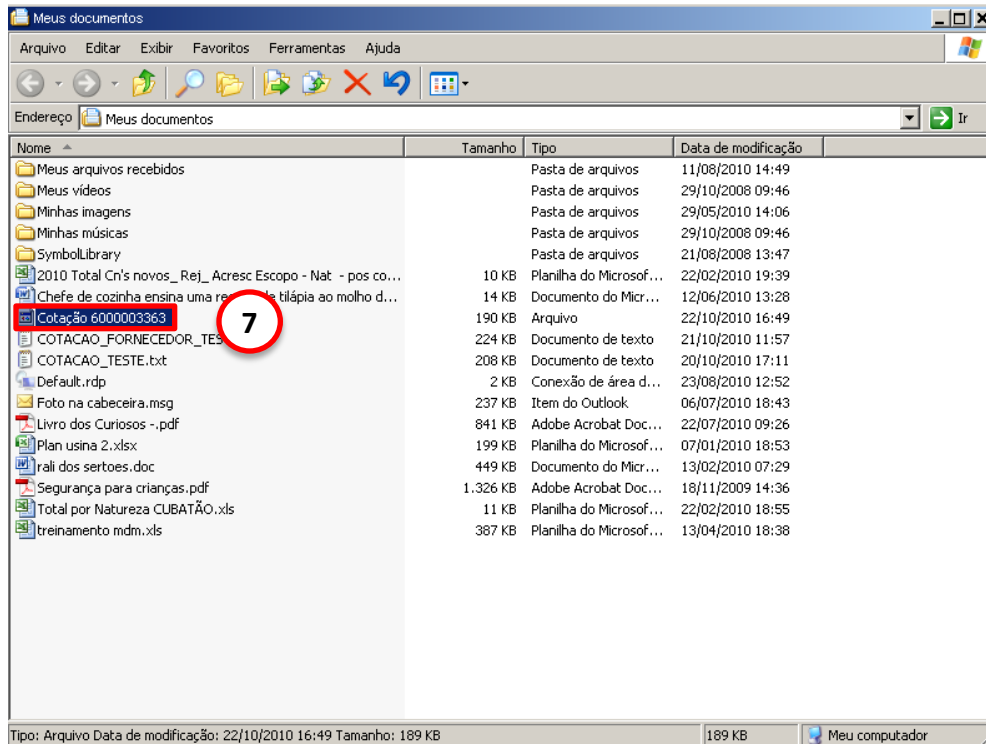 Meus documentos
Arquivo Editar Exibir Favoritos Ferramentas Ajuda
Endereço Meus documentos Ir
Nome Tamanho Tipo Data de modificação
Meus arquivos recebidos Pasta de arquivos 11/08/2010 14:49
Meus vídeos Pasta de arquivos 29/10/2008 09:46
Minhas imagens Pasta de arquivos 29/05/2010 14:06
Minhas músicas Pasta de arquivos 29/10/2008 09:46
SymbolLibrary Pasta de arquivos 21/08/2008 13:47
2010 Total Cn's novos_ Rej_ Acresc Escopo - Nat - pos co... 10 KB Planilha do Microsof... 22/02/2010 19:39
Chefe de cozinha ensina uma de tilápia ao molho d... 14 KB Documento do Micr... 12/06/2010 13:28
Cotação 6000003363 7 190 KB Arquivo 22/10/2010 16:49
COTACAO_FORNECEDOR_TES 224 KB Documento de texto 21/10/2010 11:57
COTACAO_TESTE.txt 208 KB Documento de texto 20/10/2010 17:11
Default.rdp 2 KB Conexão de área d... 23/08/2010 12:52
Foto na cabeceira.msg 237 KB Item do Outlook 06/07/2010 18:43
Livro dos Curiosos -.pdf 841 KB Adobe Acrobat Doc... 22/07/2010 09:26
Plan usina 2.xlsx 199 KB Planilha do Microsof... 07/01/2010 18:53
rali dos sertoes.doc 449 KB Documento do Micr... 13/02/2010 07:29
Segurança para crianças.pdf 1.326 KB Adobe Acrobat Doc... 18/11/2009 14:36
Total por Natureza CUBATÃO.xls 11 KB Planilha do Microsof... 22/02/2010 18:55
treinamento mdm.xls 387 KB Planilha do Microsof... 13/04/2010 18:38
Tipo: Arquivo Data de modificação: 22/10/2010 16:49 Tamanho: 189 KB 189 KB Meu computador